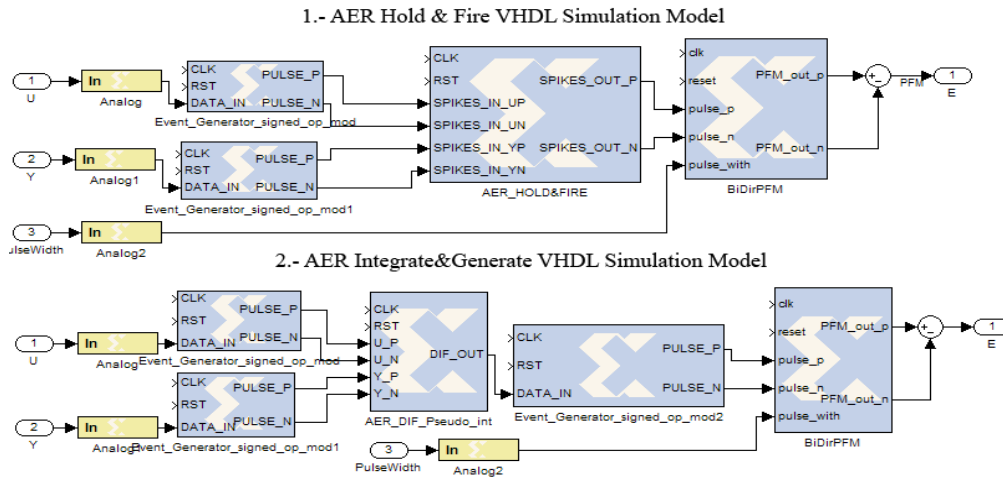 1.- AER Hold & Fire VHDL Simulation Model
1
U
In
Analog
CLK
RST
DATA_IN
PULSE_P
PULSE_N
Event_Generator_signed_op_mod
2
Y
In
Analog1
CLK
RST
DATA_IN
PULSE_P
PULSE_N
Event_Generator_signed_op_mod1
3
ulseWidth
In
Analog2
CLK
RST
SPIKES_IN_UP
SPIKES_IN_UN
SPIKES_IN_YP
SPIKES_IN_YN
SPIKES_OUT_P
SPIKES_OUT_N
AER_HOLD&FIRE
clk
reset
pulse_p
pulse_n
pulse_with
PFM_out_p
PFM_out_n
BiDirPFM
PFM
1
E
2.- AER Integrate&Generate VHDL Simulation Model
1
U
In
Analog
CLK
RST
DATA_IN
PULSE_P
PULSE_N
Event_Generator_signed_op_mod
2
Y
In
Analog1
CLK
RST
DATA_IN
PULSE_P
PULSE_N
Event_Generator_signed_op_mod1
CLK
RST
U_P
U_N
Y_P
Y_N
DIF_OUT
AER_DIF_Pseudo_int
CLK
RST
DATA_IN
PULSE_P
PULSE_N
Event_Generator_signed_op_mod2
3
PulseWidth
In
Analog2
clk
reset
pulse_p
pulse_n
pulse_with
PFM_out_p
PFM_out_n
BiDirPFM
1
E